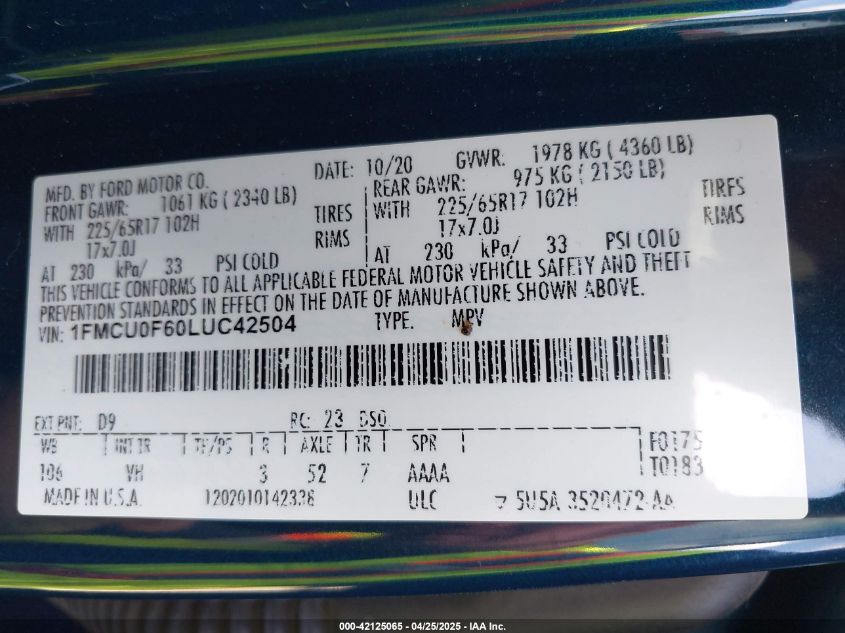 MFD. BY FORD MOTOR CO. DATE: 10/20 GVWR: 1978 KG ( 4360 LB)
FRONT GAWR: 1061 KG ( 2340 LB) REAR GAWR: 975 KG ( 2150 LB)
WITH 225/65R17 102H TIRES WITH 225/65R17 102H TIRES
17x7.0J RIMS 17x7.0J RIMS
AT 230 kPa/ 33 PSI COLD AT 230 kPa/ 33 PSI COLD
THIS VEHICLE CONFORMS TO ALL APPLICABLE FEDERAL MOTOR VEHICLE SAFETY AND THEFT
PREVENTION STANDARDS IN EFFECT ON THE DATE OF MANUFACTURE SHOWN ABOVE.
VIN: 1FMCU0F60LUC42504 TYPE: MPV
EXT PNT: D9 RC: 23 DSO:
WB INT TR TP/PS R AXLE TR SPR F0175
106 VH 3 52 7 AAAA T0183
MADE IN U.S.A. 1202010142338 ULC 5U5A 3520472 AA
000-42125065 - 04/25/2025 - IAA Inc.